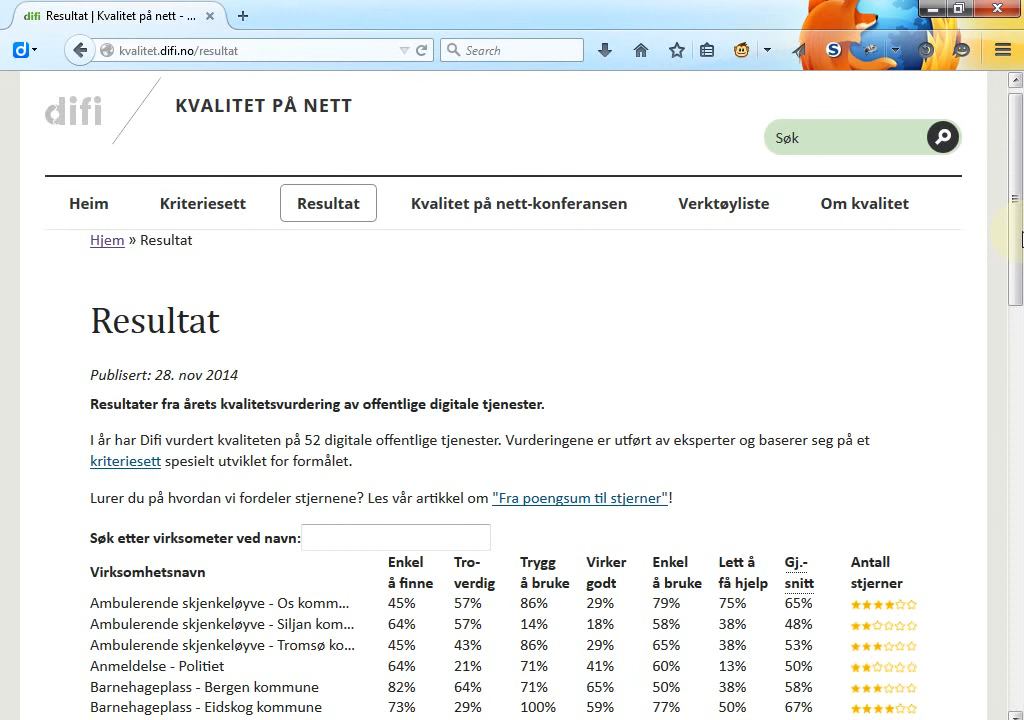 difi Resultat | Kvalitet på nett - ...
kvalitet.difi.no/resultat
Search
difi
KVALITET PÅ NETT
Søk
Heim Kriteriesett Resultat Kvalitet på nett-konferansen Verktøyliste Om kvalitet
Hjem » Resultat
Resultat
Publisert: 28. nov 2014
Resultater fra årets kvalitetsvurdering av offentlige digitale tjenester.
I år har Difi vurdert kvaliteten på 52 digitale offentlige tjenester. Vurderingene er utført av eksperter og baserer seg på et
kriteriesett spesielt utviklet for formålet.
Lurer du på hvordan vi fordeler stjernene? Les vår artikkel om "Fra poengsum til stjerner"!
Søk etter virksometer ved navn:
Virksomhetsnavn Enkel å finne Tro-verdig Trygg å bruke Virker godt Enkel å bruke Lett å få hjelp Gj.-snitt Antall stjerner
Ambulerende skjenkeløyve - Os komm... 45% 57% 86% 29% 79% 75% 65%
Ambulerende skjenkeløyve - Siljan kom... 64% 57% 14% 18% 58% 38% 48%
Ambulerende skjenkeløyve - Tromsø ko... 45% 43% 86% 29% 65% 38% 53%
Anmeldelse - Politiet 64% 21% 71% 41% 60% 13% 50%
Barnehageplass - Bergen kommune 82% 64% 71% 65% 50% 38% 58%
Barnehageplass - Eidskog kommune 73% 29% 100% 59% 77% 50% 67%